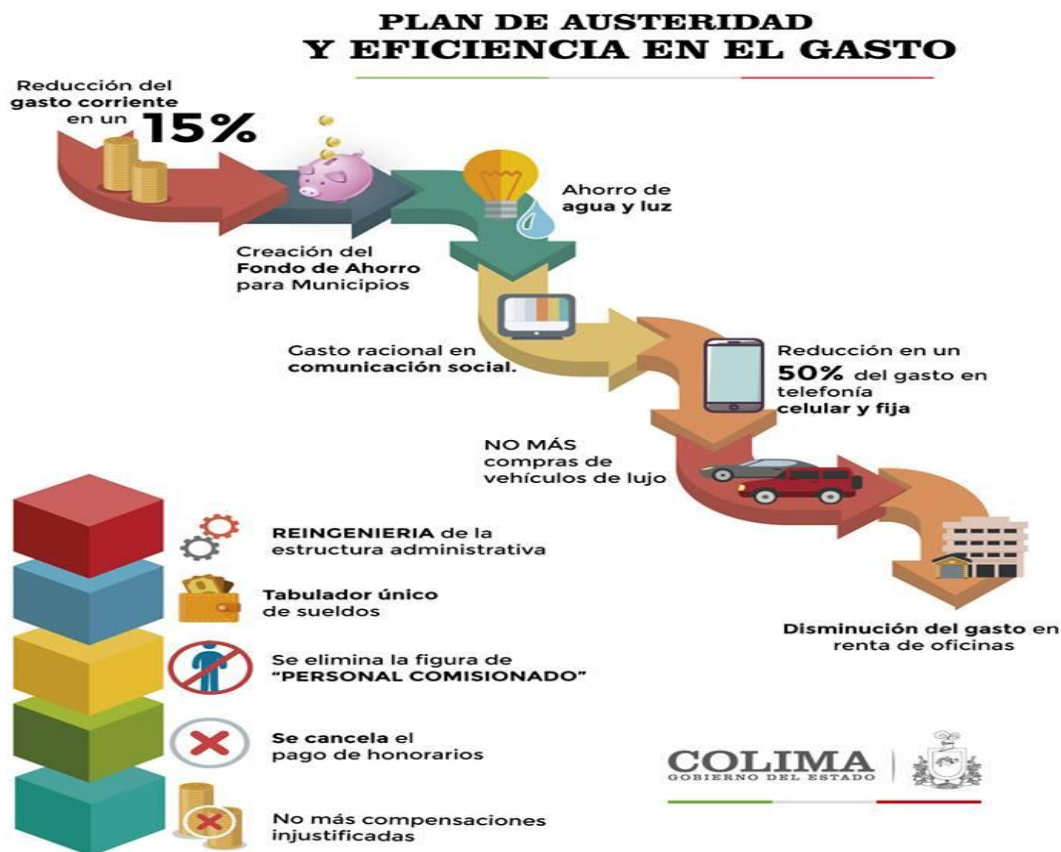 PLAN DE AUSTERIDAD
Y EFICIENCIA EN EL GASTO
Reducción del
gasto corriente
en un 15%
Creación del
Fondo de Ahorro
para Municipios
Ahorro de
agua y luz
Gasto racional en
comunicación social.
Reducción en un
50% del gasto en
telefonía
celular y fija
NO MÁS
compras de
vehículos de lujo
Disminución del gasto en
renta de oficinas
REINGENIERIA de la
estructura administrativa
Tabulador único
de sueldos
Se elimina la figura de
“PERSONAL COMISIONADO”
Se cancela el
pago de honorarios
No más compensaciones
injustificadas
COLIMA
GOBIERNO DEL ESTADO